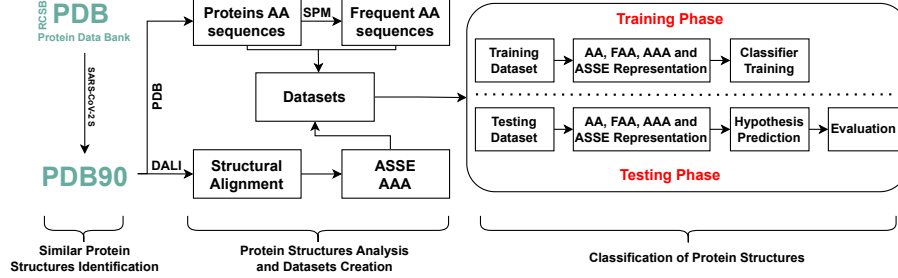 RCSB
PDB
Protein Data Bank
SARS-CoV-2 S
PDB90
PDB
DALI
Proteins AA
sequences
SPM
Frequent AA
sequences
Datasets
Structural
Alignment
ASSE
AAA
Training Phase
Training
Dataset
AA, FAA, AAA and
ASSE Representation
Classifier
Training
Testing
Dataset
AA, FAA, AAA and
ASSE Representation
Hypothesis
Prediction
Evaluation
Testing Phase
Similar Protein
Structures Identification
Protein Structures Analysis
and Datasets Creation
Classification of Protein Structures